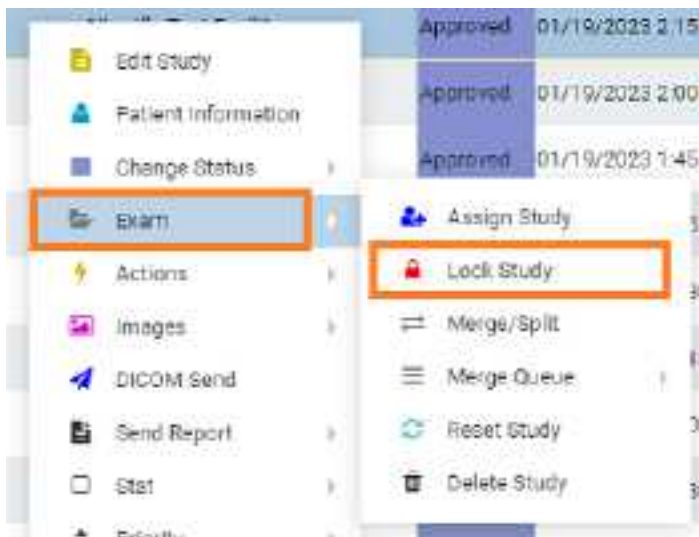 Approved 01/19/2023 2:15
Edit Study
Approved 01/19/2023 2:00
Patient Information
Change Status
Approved 01/19/2023 1:45
Exam
Assign Study
Actions
Lock Study
Images
Merge/Split
DICOM Send
Merge Queue
Send Report
Reset Study
Stat
Delete Study